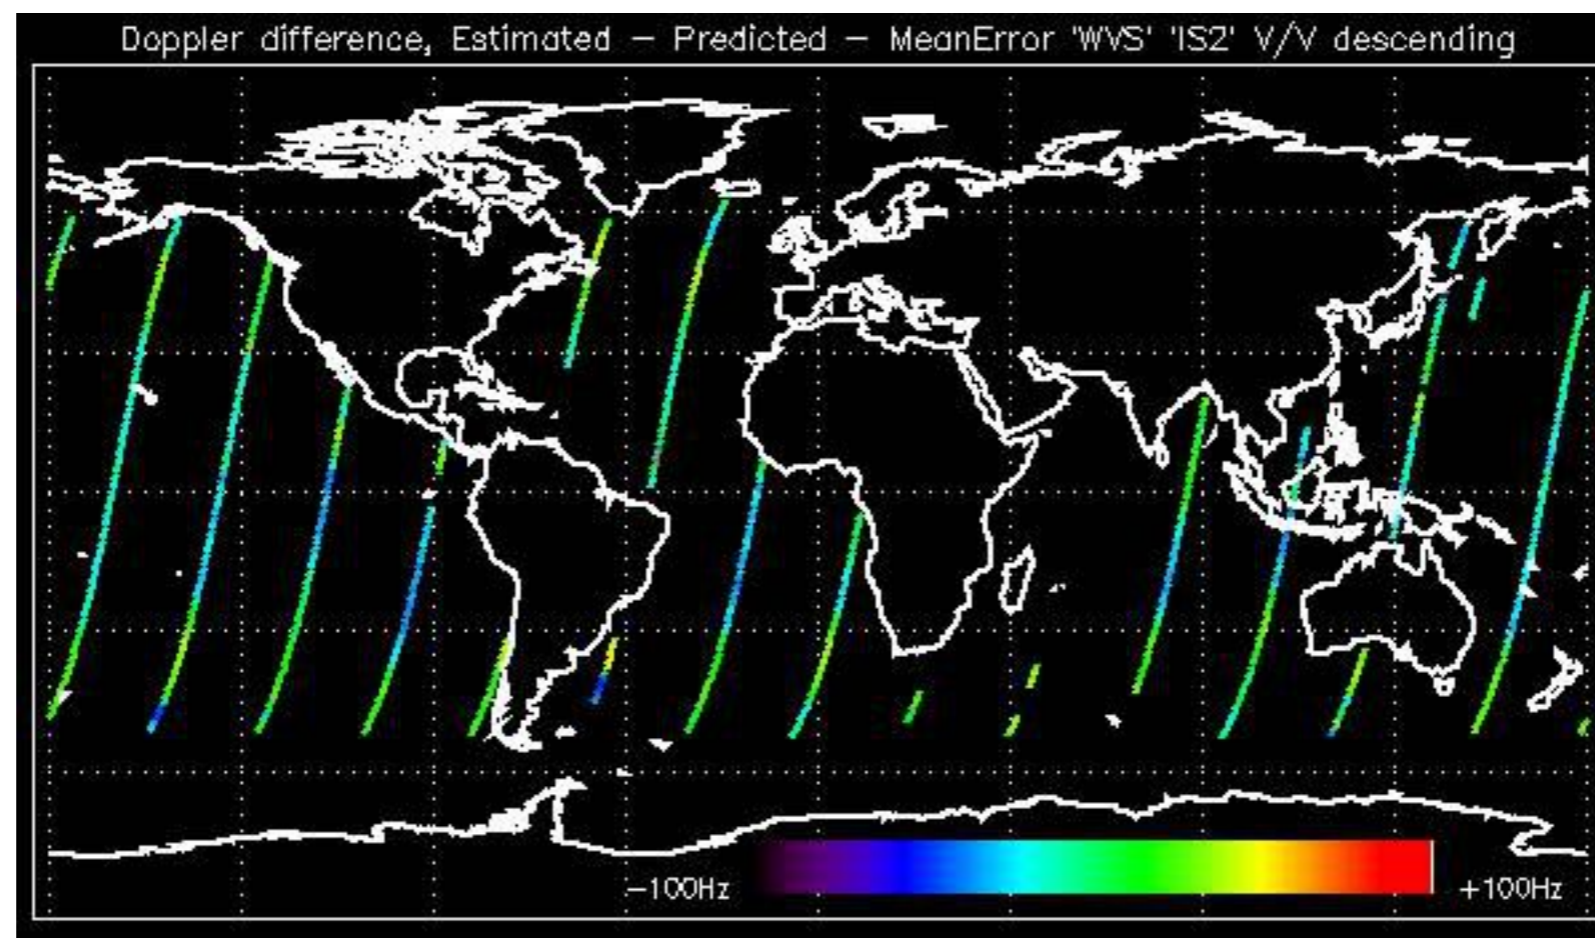 Doppler difference, Estimated – Predicted – MeanError 'WVS' 'IS2' V/V descending
–100Hz
+100Hz